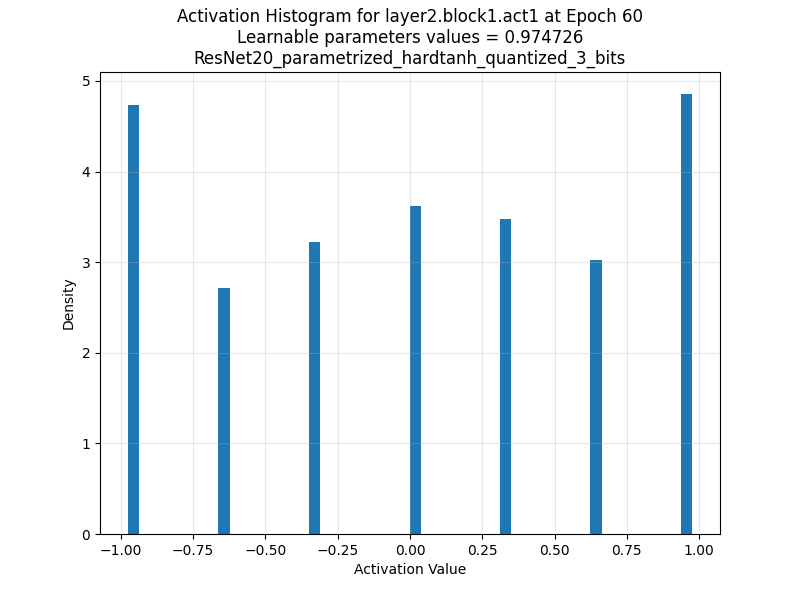 Activation Histogram for layer2.block1.act1 at Epoch 60
Learnable parameters values = 0.974726
ResNet20_parametrized_hardtanh_quantized_3_bits
5
4
3
2
1
0
Density
−1.00 −0.75 −0.50 −0.25 0.00 0.25 0.50 0.75 1.00
Activation Value